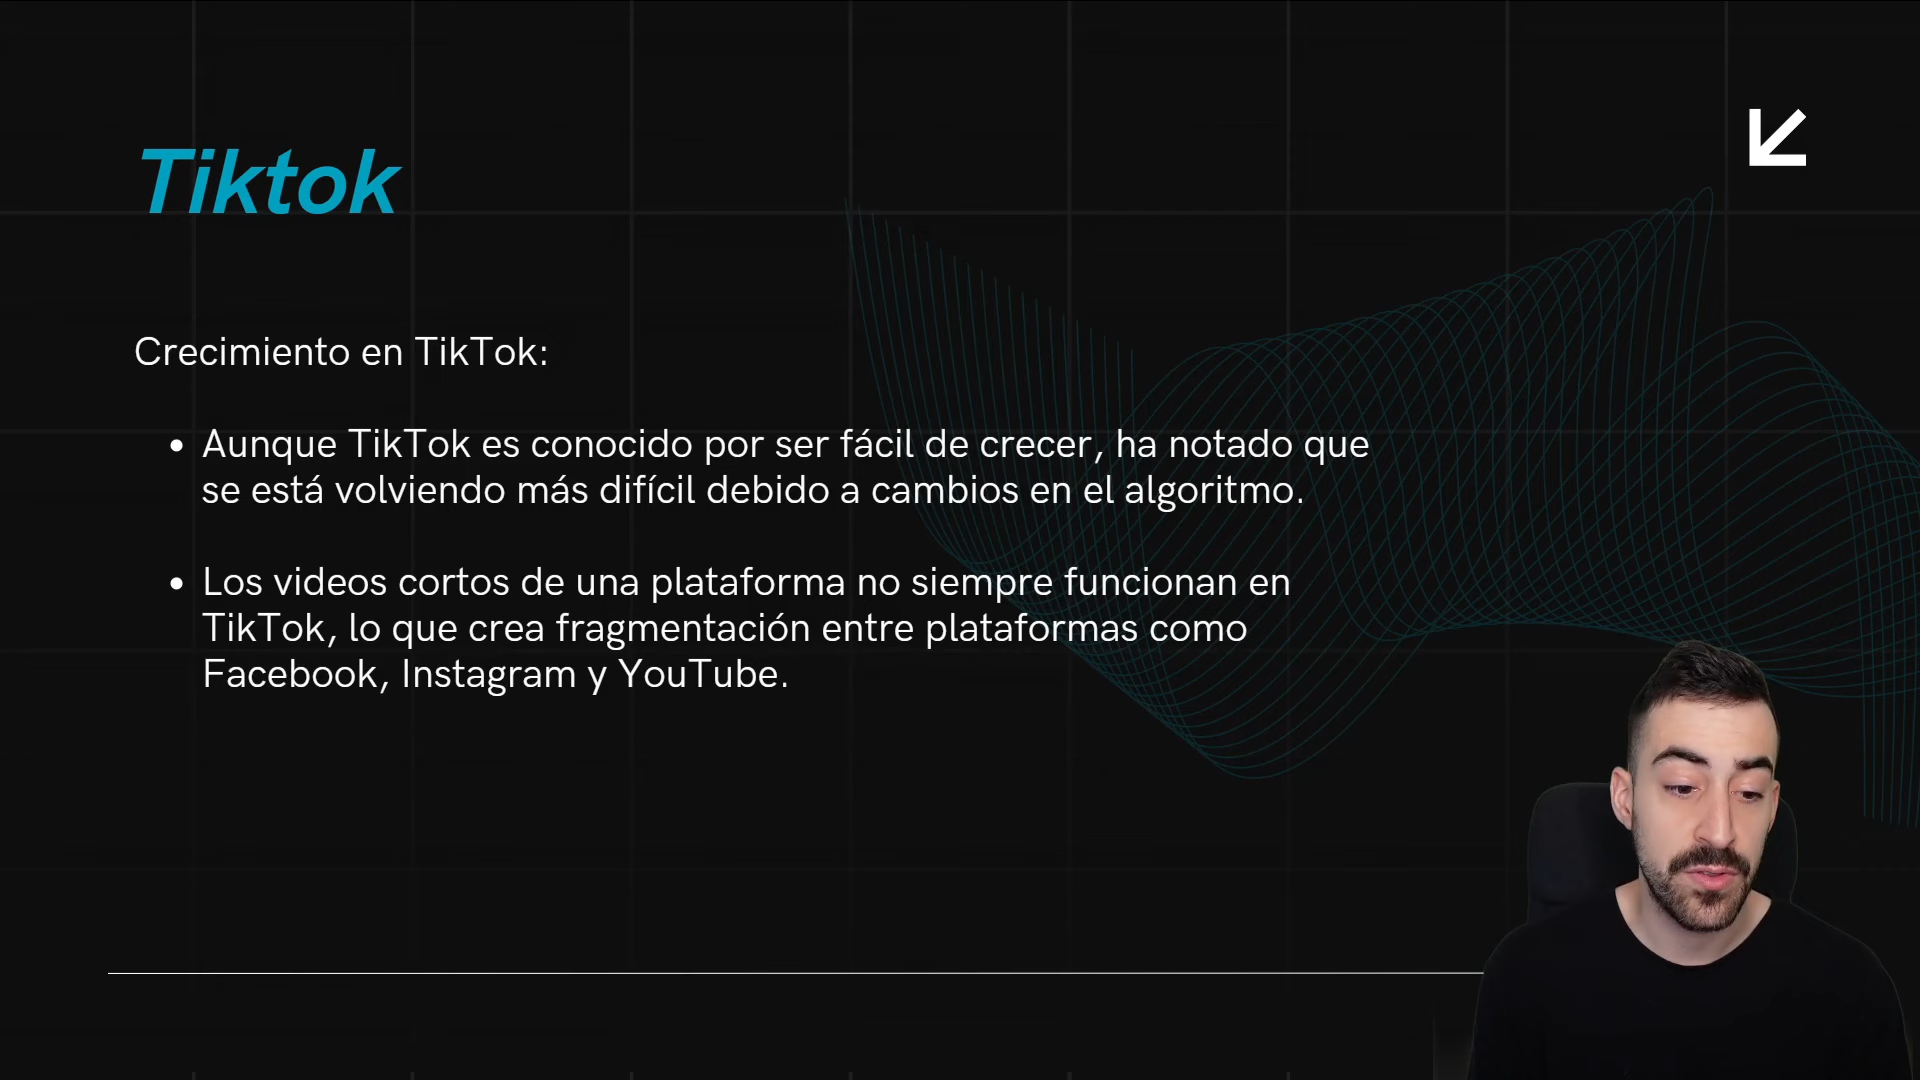 Tiktok
Crecimiento en TikTok:
• Aunque TikTok es conocido por ser fácil de crecer, ha notado que
se está volviendo más difícil debido a cambios en el algoritmo.
• Los videos cortos de una plataforma no siempre funcionan en
TikTok, lo que crea fragmentación entre plataformas como
Facebook, Instagram y YouTube.